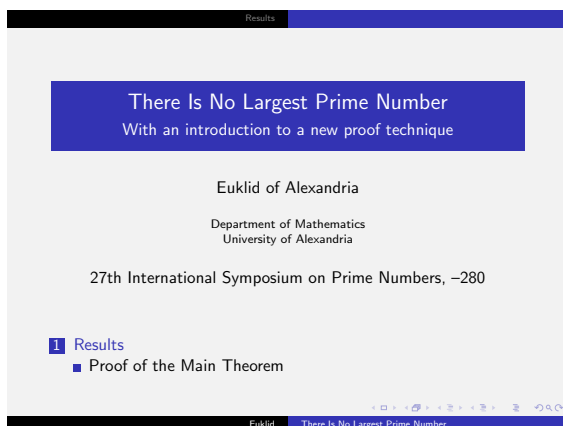 Results
There Is No Largest Prime Number
With an introduction to a new proof technique
Euklid of Alexandria
Department of Mathematics
University of Alexandria
27th International Symposium on Prime Numbers, –280
1 Results
Proof of the Main Theorem
Euklid There Is No Largest Prime Number